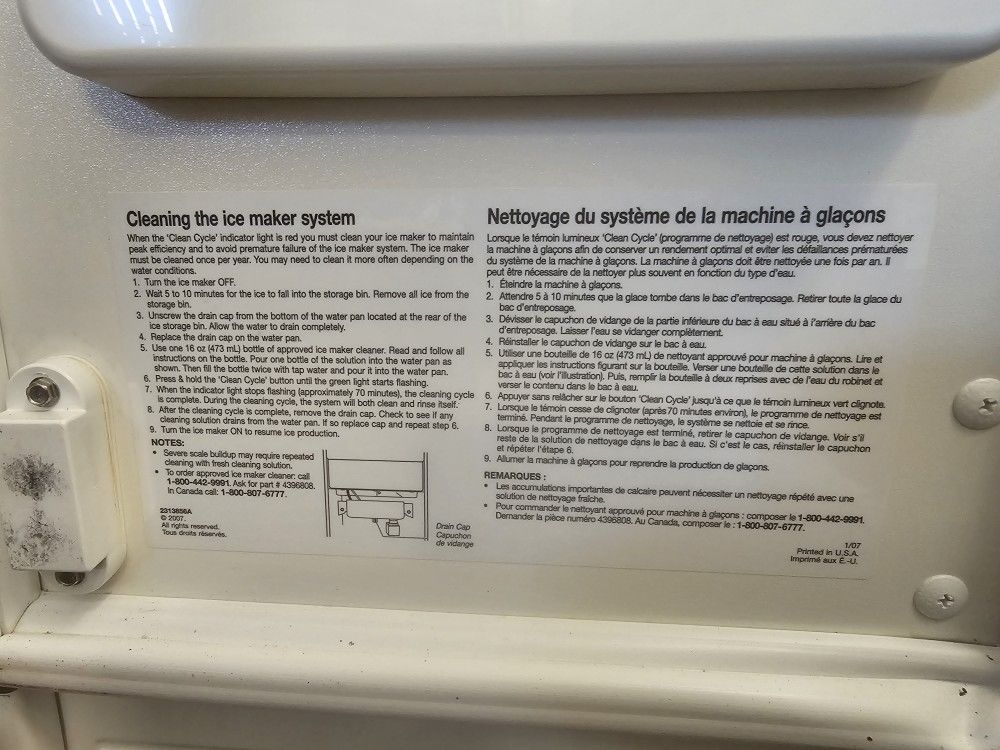 Cleaning the ice maker system
When the 'Clean Cycle' indicator light is red you must clean your ice maker to maintain
peak efficiency and to avoid premature failure of the ice maker system. The ice maker
must be cleaned once per year. You may need to clean it more often depending on the
water conditions.
1. Turn the ice maker OFF.
2. Wait 5 to 10 minutes for the ice to fall into the storage bin. Remove all ice from the
storage bin.
3. Unscrew the drain cap from the bottom of the water pan located at the rear of the
ice storage bin. Allow the water to drain completely.
4. Replace the drain cap on the water pan.
5. Use one 16 oz (473 mL) bottle of approved ice maker cleaner. Read and follow all
instructions on the bottle. Pour one bottle of the solution into the water pan as
shown. Then fill the bottle twice with tap water and pour it into the water pan.
6. Press & hold the 'Clean Cycle' button until the green light starts flashing.
7. When the indicator light stops flashing (approximately 70 minutes), the cleaning cycle
is complete. During the cleaning cycle, the system will both clean and rinse itself.
8. After the cleaning cycle is complete, remove the drain cap. Check to see if any
cleaning solution drains from the water pan. If so replace cap and repeat step 6.
9. Turn the ice maker ON to resume ice production.
NOTES:
• Severe scale buildup may require repeated
cleaning with fresh cleaning solution.
• To order approved ice maker cleaner: call
1-800-442-9991. Ask for part # 4396808.
In Canada call: 1-800-807-6777.
2313856A
© 2007.
All rights reserved.
Tous droits réservés.
Drain Cap
Capuchon
de vidange
Nettoyage du système de la machine à glaçons
Lorsque le témoin lumineux 'Clean Cycle' (programme de nettoyage) est rouge, vous devez nettoyer
la machine à glaçons afin de conserver un rendement optimal et eviter les défaillances prématurées
du système de la machine à glaçons. La machine à glaçons doit être nettoyée une fois par an. Il
peut être nécessaire de la nettoyer plus souvent en fonction du type d'eau.
1. Éteindre la machine à glaçons.
2. Attendre 5 à 10 minutes que la glace tombe dans le bac d'entreposage. Retirer toute la glace du
bac d'entreposage.
3. Dévisser le capuchon de vidange de la partie inférieure du bac à eau situé à l'arrière du bac
d'entreposage. Laisser l'eau se vidanger complètement.
4. Réinstaller le capuchon de vidange sur le bac à eau.
5. Utiliser une bouteille de 16 oz (473 mL) de nettoyant approuvé pour machine à glaçons. Lire et
appliquer les instructions figurant sur la bouteille. Verser une bouteille de cette solution dans le
bac à eau (voir l'illustration). Puis, remplir la bouteille à deux reprises avec de l'eau du robinet et
verser le contenu dans le bac à eau.
6. Appuyer sans relâcher sur le bouton 'Clean Cycle' jusqu'à ce que le témoin lumineux vert clignote.
7. Lorsque le témoin cesse de clignoter (après 70 minutes environ), le programme de nettoyage est
terminé. Pendant le programme de nettoyage, le système se nettoie et se rince.
8. Lorsque le programme de nettoyage est terminé, retirer le capuchon de vidange. Voir s'il
reste de la solution de nettoyage dans le bac à eau. Si c'est le cas, réinstaller le capuchon
et répéter l'étape 6.
9. Allumer la machine à glaçons pour reprendre la production de glaçons.
REMARQUES :
• Les accumulations importantes de calcaire peuvent nécessiter un nettoyage répété avec une
solution de nettoyage fraîche.
• Pour commander le nettoyant approuvé pour machine à glaçons : composer le 1-800-442-9991.
Demander la pièce numéro 4396808. Au Canada, composer le : 1-800-807-6777.
1/07
Printed in U.S.A.
Imprimé aux É.-U.